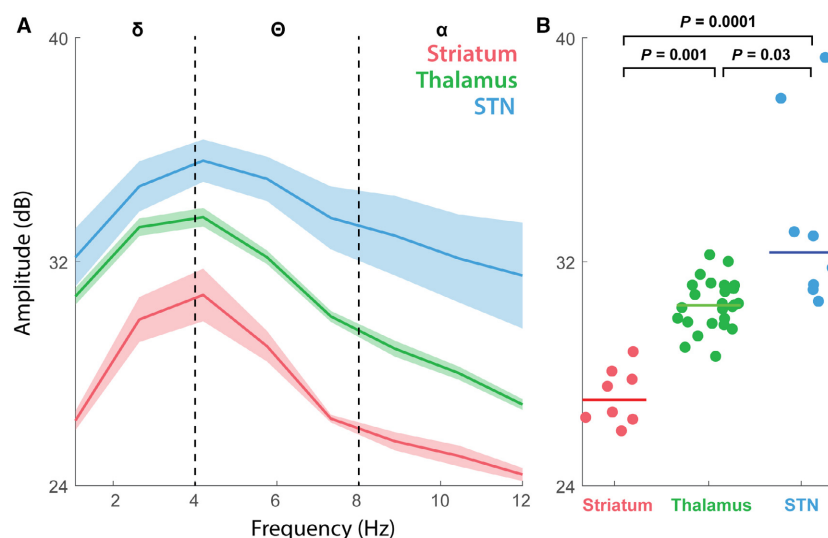 A
δ
Θ
α
Striatum
Thalamus
STN
40
32
24
Amplitude (dB)
2
4
6
8
10
12
Frequency (Hz)
B
P = 0.0001
P = 0.001
P = 0.03
40
32
24
Striatum
Thalamus
STN